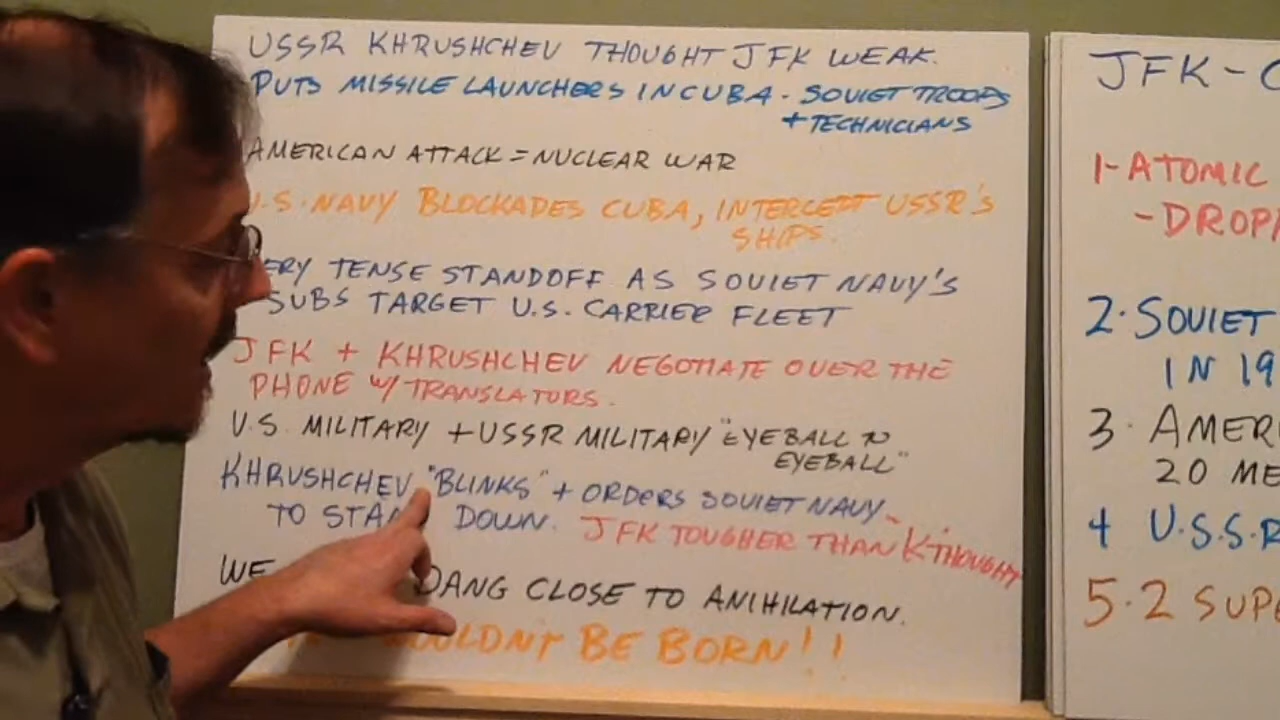 USSR KHRUSHCHEV THOUGHT JFK WEAK.
PUTS MISSILE LAUNCHERS IN CUBA - SOVIET TROOPS
+ TECHNICIANS
AMERICAN ATTACK = NUCLEAR WAR
U.S. NAVY BLOCKADES CUBA, INTERCEPT USSR'S
SHIPS.
ERY TENSE STANDOFF AS SOVIET NAVY'S
SUBS TARGET U.S. CARRIER FLEET
JFK + KHRUSHCHEV NEGOTIATE OVER THE
PHONE W/ TRANSLATORS.
U.S. MILITARY + USSR MILITARY "EYEBALL TO
EYEBALL"
KHRUSHCHEV "BLINKS" + ORDERS SOVIET NAVY
TO STAN DOWN. JFK TOUGHER THAN K THOUGHT
WE DANG CLOSE TO ANIHILATION.
OULDN'T BE BORN!!
JFK - C
1- ATOMIC
- DROP
2. SOVIET
IN 19
3. AMER
20 ME
4 U.S.S.R
5. 2 SUP